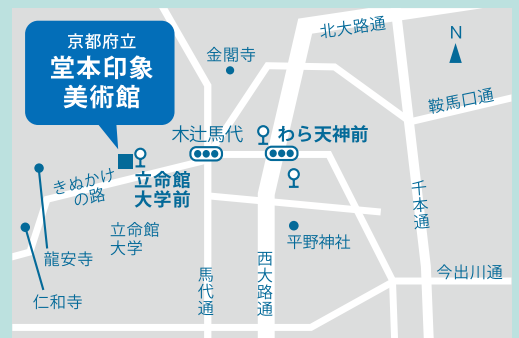 京都府立
堂本印象
美術館
金閣寺
北大路通
N
鞍馬口通
木辻馬代
わら天神前
きぬかけ
の路
立命館
大学前
千本通
立命館
大学
平野神社
龍安寺
仁和寺
馬代通
西大路通
今出川通